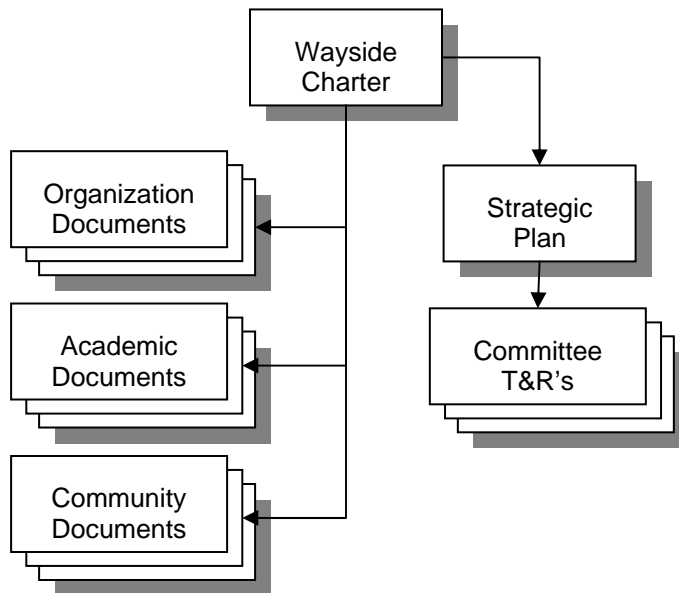 Wayside
Charter
Organization
Documents
Strategic
Plan
Academic
Documents
Committee
T&R's
Community
Documents